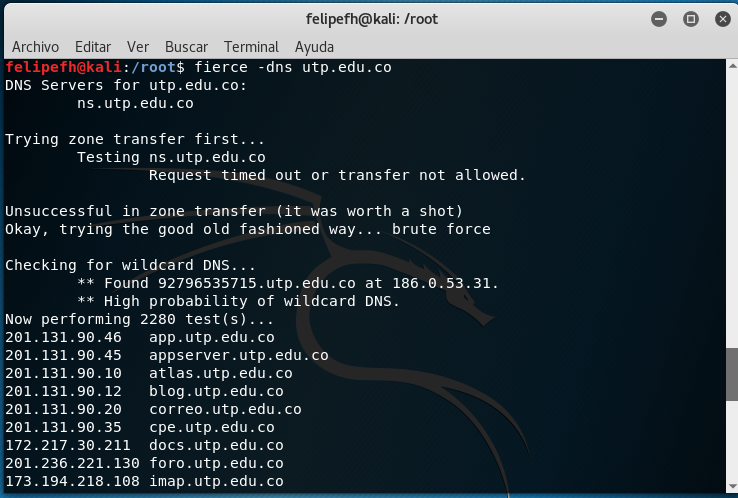 felipefh@kali: /root
Archivo Editar Ver Buscar Terminal Ayuda
felipefh@kali:/root$ fierce -dns utp.edu.co
DNS Servers for utp.edu.co:
ns.utp.edu.co
Trying zone transfer first...
Testing ns.utp.edu.co
Request timed out or transfer not allowed.
Unsuccessful in zone transfer (it was worth a shot)
Okay, trying the good old fashioned way... brute force
Checking for wildcard DNS...
** Found 92796535715.utp.edu.co at 186.0.53.31.
** High probability of wildcard DNS.
Now performing 2280 test(s)...
201.131.90.46 app.utp.edu.co
201.131.90.45 appserver.utp.edu.co
201.131.90.10 atlas.utp.edu.co
201.131.90.12 blog.utp.edu.co
201.131.90.20 correo.utp.edu.co
201.131.90.35 cpe.utp.edu.co
172.217.30.211 docs.utp.edu.co
201.236.221.130 foro.utp.edu.co
173.194.218.108 imap.utp.edu.co